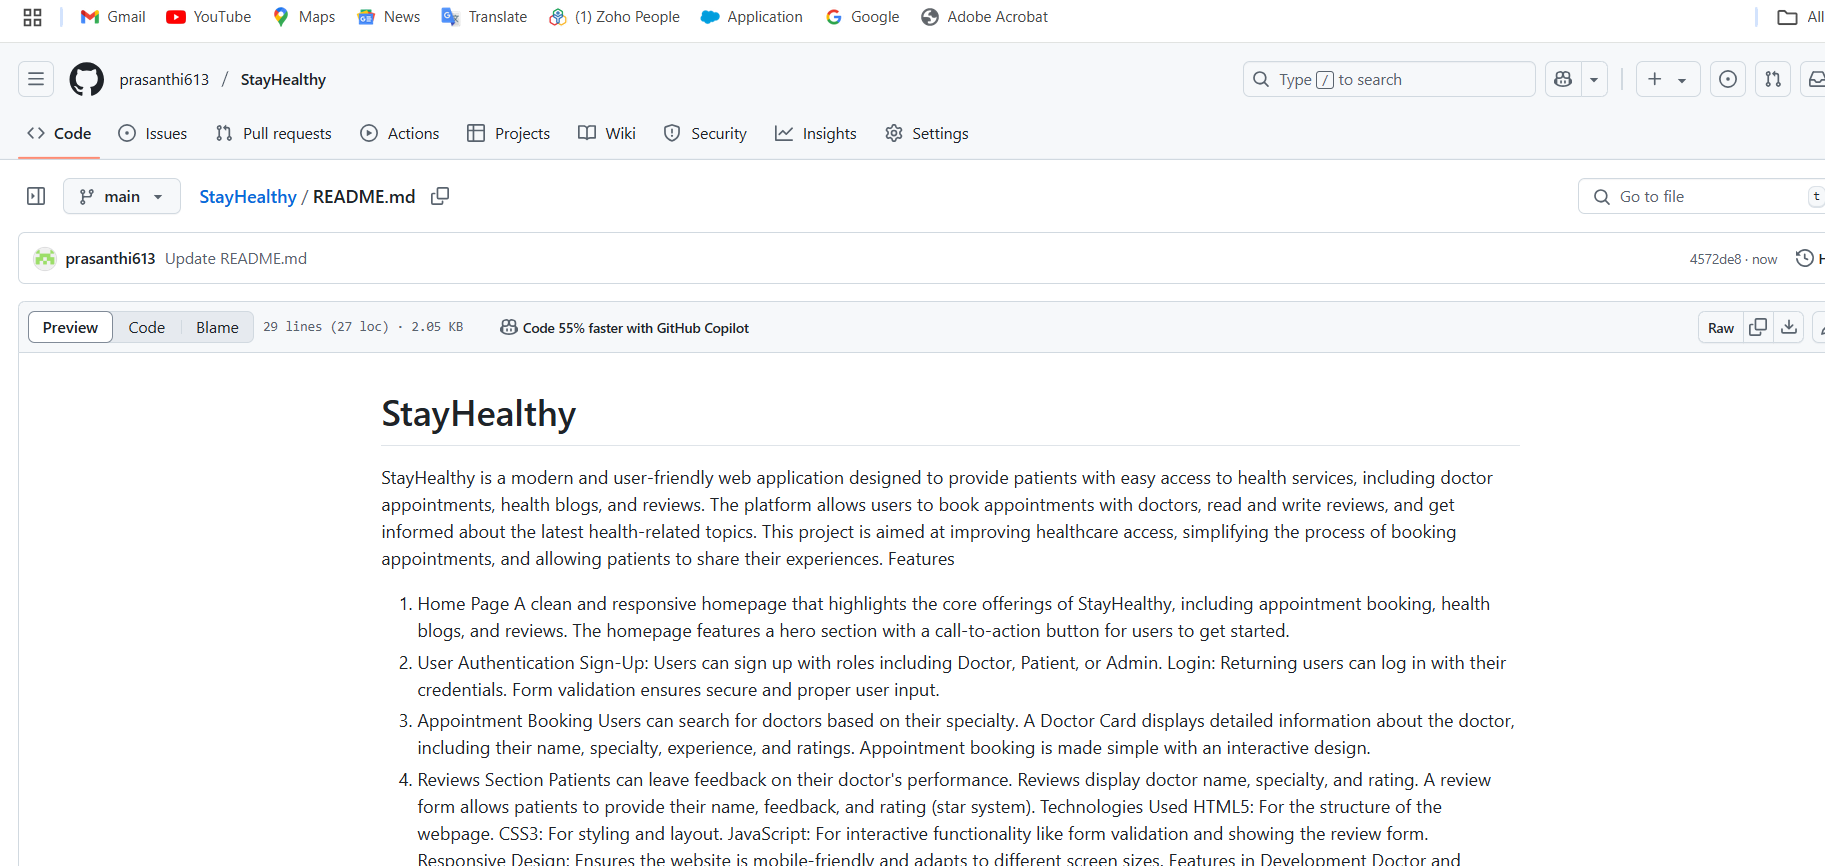 Gmail YouTube Maps News Translate (1) Zoho People Application Google Adobe Acrobat All
prasanthi613 / StayHealthy Type / to search
Code Issues Pull requests Actions Projects Wiki Security Insights Settings
main StayHealthy / README.md Go to file t
prasanthi613 Update README.md 4572de8 · now H
Preview Code Blame 29 lines (27 loc) · 2.05 KB Code 55% faster with GitHub Copilot Raw
StayHealthy
StayHealthy is a modern and user-friendly web application designed to provide patients with easy access to health services, including doctor
appointments, health blogs, and reviews. The platform allows users to book appointments with doctors, read and write reviews, and get
informed about the latest health-related topics. This project is aimed at improving healthcare access, simplifying the process of booking
appointments, and allowing patients to share their experiences. Features
1. Home Page A clean and responsive homepage that highlights the core offerings of StayHealthy, including appointment booking, health
blogs, and reviews. The homepage features a hero section with a call-to-action button for users to get started.
2. User Authentication Sign-Up: Users can sign up with roles including Doctor, Patient, or Admin. Login: Returning users can log in with their
credentials. Form validation ensures secure and proper user input.
3. Appointment Booking Users can search for doctors based on their specialty. A Doctor Card displays detailed information about the doctor,
including their name, specialty, experience, and ratings. Appointment booking is made simple with an interactive design.
4. Reviews Section Patients can leave feedback on their doctor's performance. Reviews display doctor name, specialty, and rating. A review
form allows patients to provide their name, feedback, and rating (star system). Technologies Used HTML5: For the structure of the
webpage. CSS3: For styling and layout. JavaScript: For interactive functionality like form validation and showing the review form.
Responsive Design: Ensures the website is mobile-friendly and adapts to different screen sizes. Features in Development Doctor and